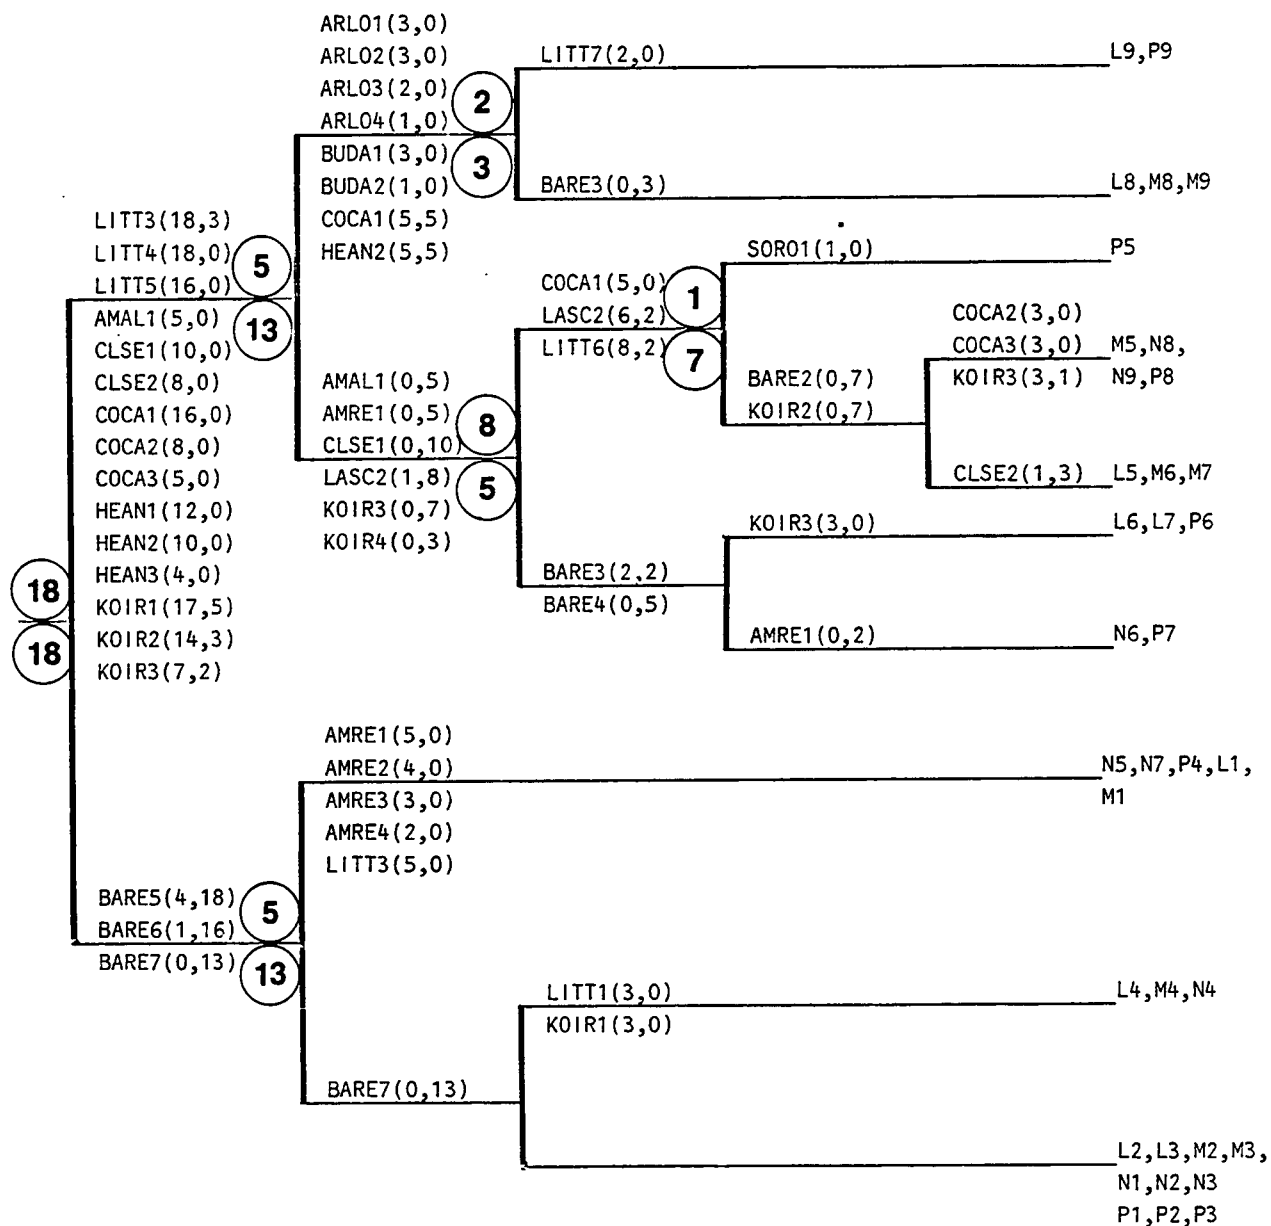 ARLO1(3,0)
ARLO2(3,0)
ARLO3(2,0)
ARLO4(1,0)
BUDA1(3,0)
BUDA2(1,0)
COCA1(5,5)
HEAN2(5,5)
2
3
LITT7(2,0)
L9,P9
BARE3(0,3)
L8,M8,M9
LITT3(18,3)
LITT4(18,0)
LITT5(16,0)
AMAL1(5,0)
CLSE1(10,0)
CLSE2(8,0)
COCA1(16,0)
COCA2(8,0)
COCA3(5,0)
HEAN1(12,0)
HEAN2(10,0)
HEAN3(4,0)
KOIR1(17,5)
KOIR2(14,3)
KOIR3(7,2)
5
13
18
18
AMAL1(0,5)
AMRE1(0,5)
CLSE1(0,10)
LASC2(1,8)
KOIR3(0,7)
KOIR4(0,3)
8
5
COCA1(5,0)
LASC2(6,2)
LITT6(8,2)
1
7
SORO1(1,0)
P5
BARE2(0,7)
KOIR2(0,7)
COCA2(3,0)
COCA3(3,0)
KOIR3(3,1)
M5,N8,
N9,P8
CLSE2(1,3)
L5,M6,M7
BARE3(2,2)
BARE4(0,5)
KOIR3(3,0)
L6,L7,P6
AMRE1(0,2)
N6,P7
BARE5(4,18)
BARE6(1,16)
BARE7(0,13)
5
13
AMRE1(5,0)
AMRE2(4,0)
AMRE3(3,0)
AMRE4(2,0)
LITT3(5,0)
N5,N7,P4,L1,
M1
BARE7(0,13)
LITT1(3,0)
KOIR1(3,0)
L4,M4,N4
L2,L3,M2,M3,
N1,N2,N3
P1,P2,P3